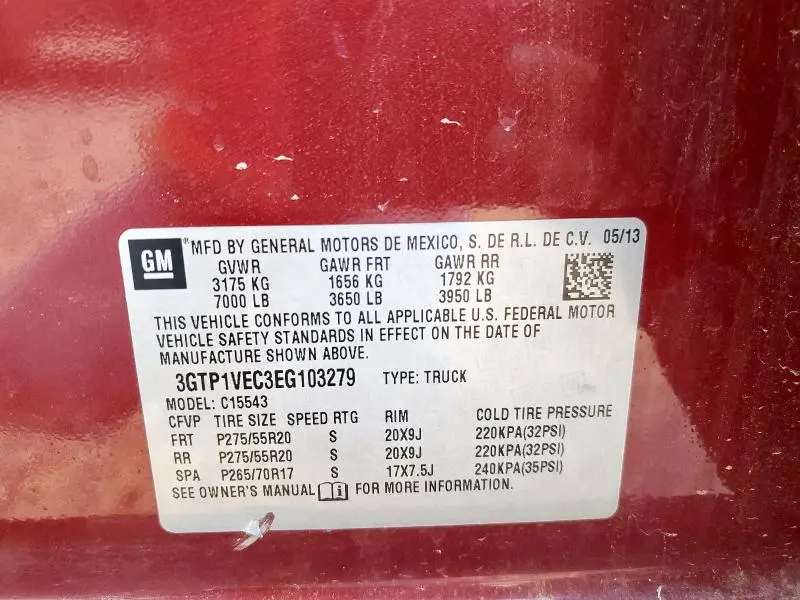 GM
® MFD BY GENERAL MOTORS DE MEXICO, S. DE R.L. DE C.V. 05/13
GVWR GAWR FRT GAWR RR
3175 KG 1656 KG 1792 KG
7000 LB 3650 LB 3950 LB
THIS VEHICLE CONFORMS TO ALL APPLICABLE U.S. FEDERAL MOTOR
VEHICLE SAFETY STANDARDS IN EFFECT ON THE DATE OF
MANUFACTURE SHOWN ABOVE.
3GTP1VEC3EG103279 TYPE: TRUCK
MODEL: C15543
CFVP TIRE SIZE SPEED RTG RIM COLD TIRE PRESSURE
FRT P275/55R20 S 20X9J 220KPA(32PSI)
RR P275/55R20 S 20X9J 220KPA(32PSI)
SPA P265/70R17 S 17X7.5J 240KPA(35PSI)
SEE OWNER'S MANUAL i FOR MORE INFORMATION.